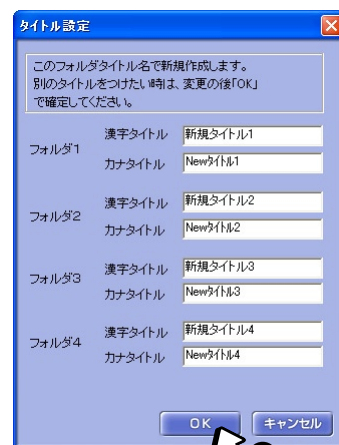 タイトル設定
このフォルダタイトル名で新規作成します。
別のタイトルをつけたい時は、変更の後「OK」
で確定してください。
フォルダ1
漢字タイトル 新規タイトル1
カナタイトル Newﾀｲﾄﾙ1
フォルダ2
漢字タイトル 新規タイトル2
カナタイトル Newﾀｲﾄﾙ2
フォルダ3
漢字タイトル 新規タイトル3
カナタイトル Newﾀｲﾄﾙ3
フォルダ4
漢字タイトル 新規タイトル4
カナタイトル Newﾀｲﾄﾙ4
OK キャンセル